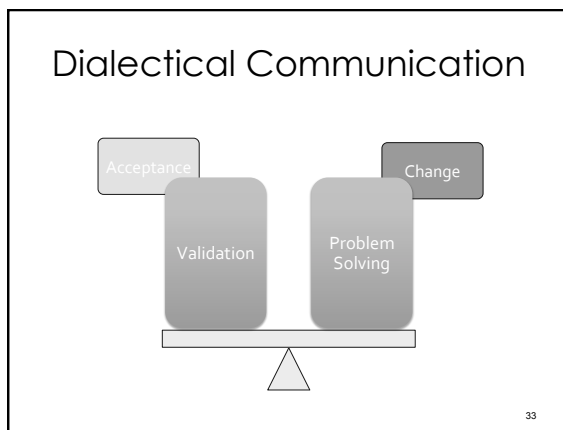 Dialectical Communication
Acceptance
Change
Validation
Problem
Solving
33